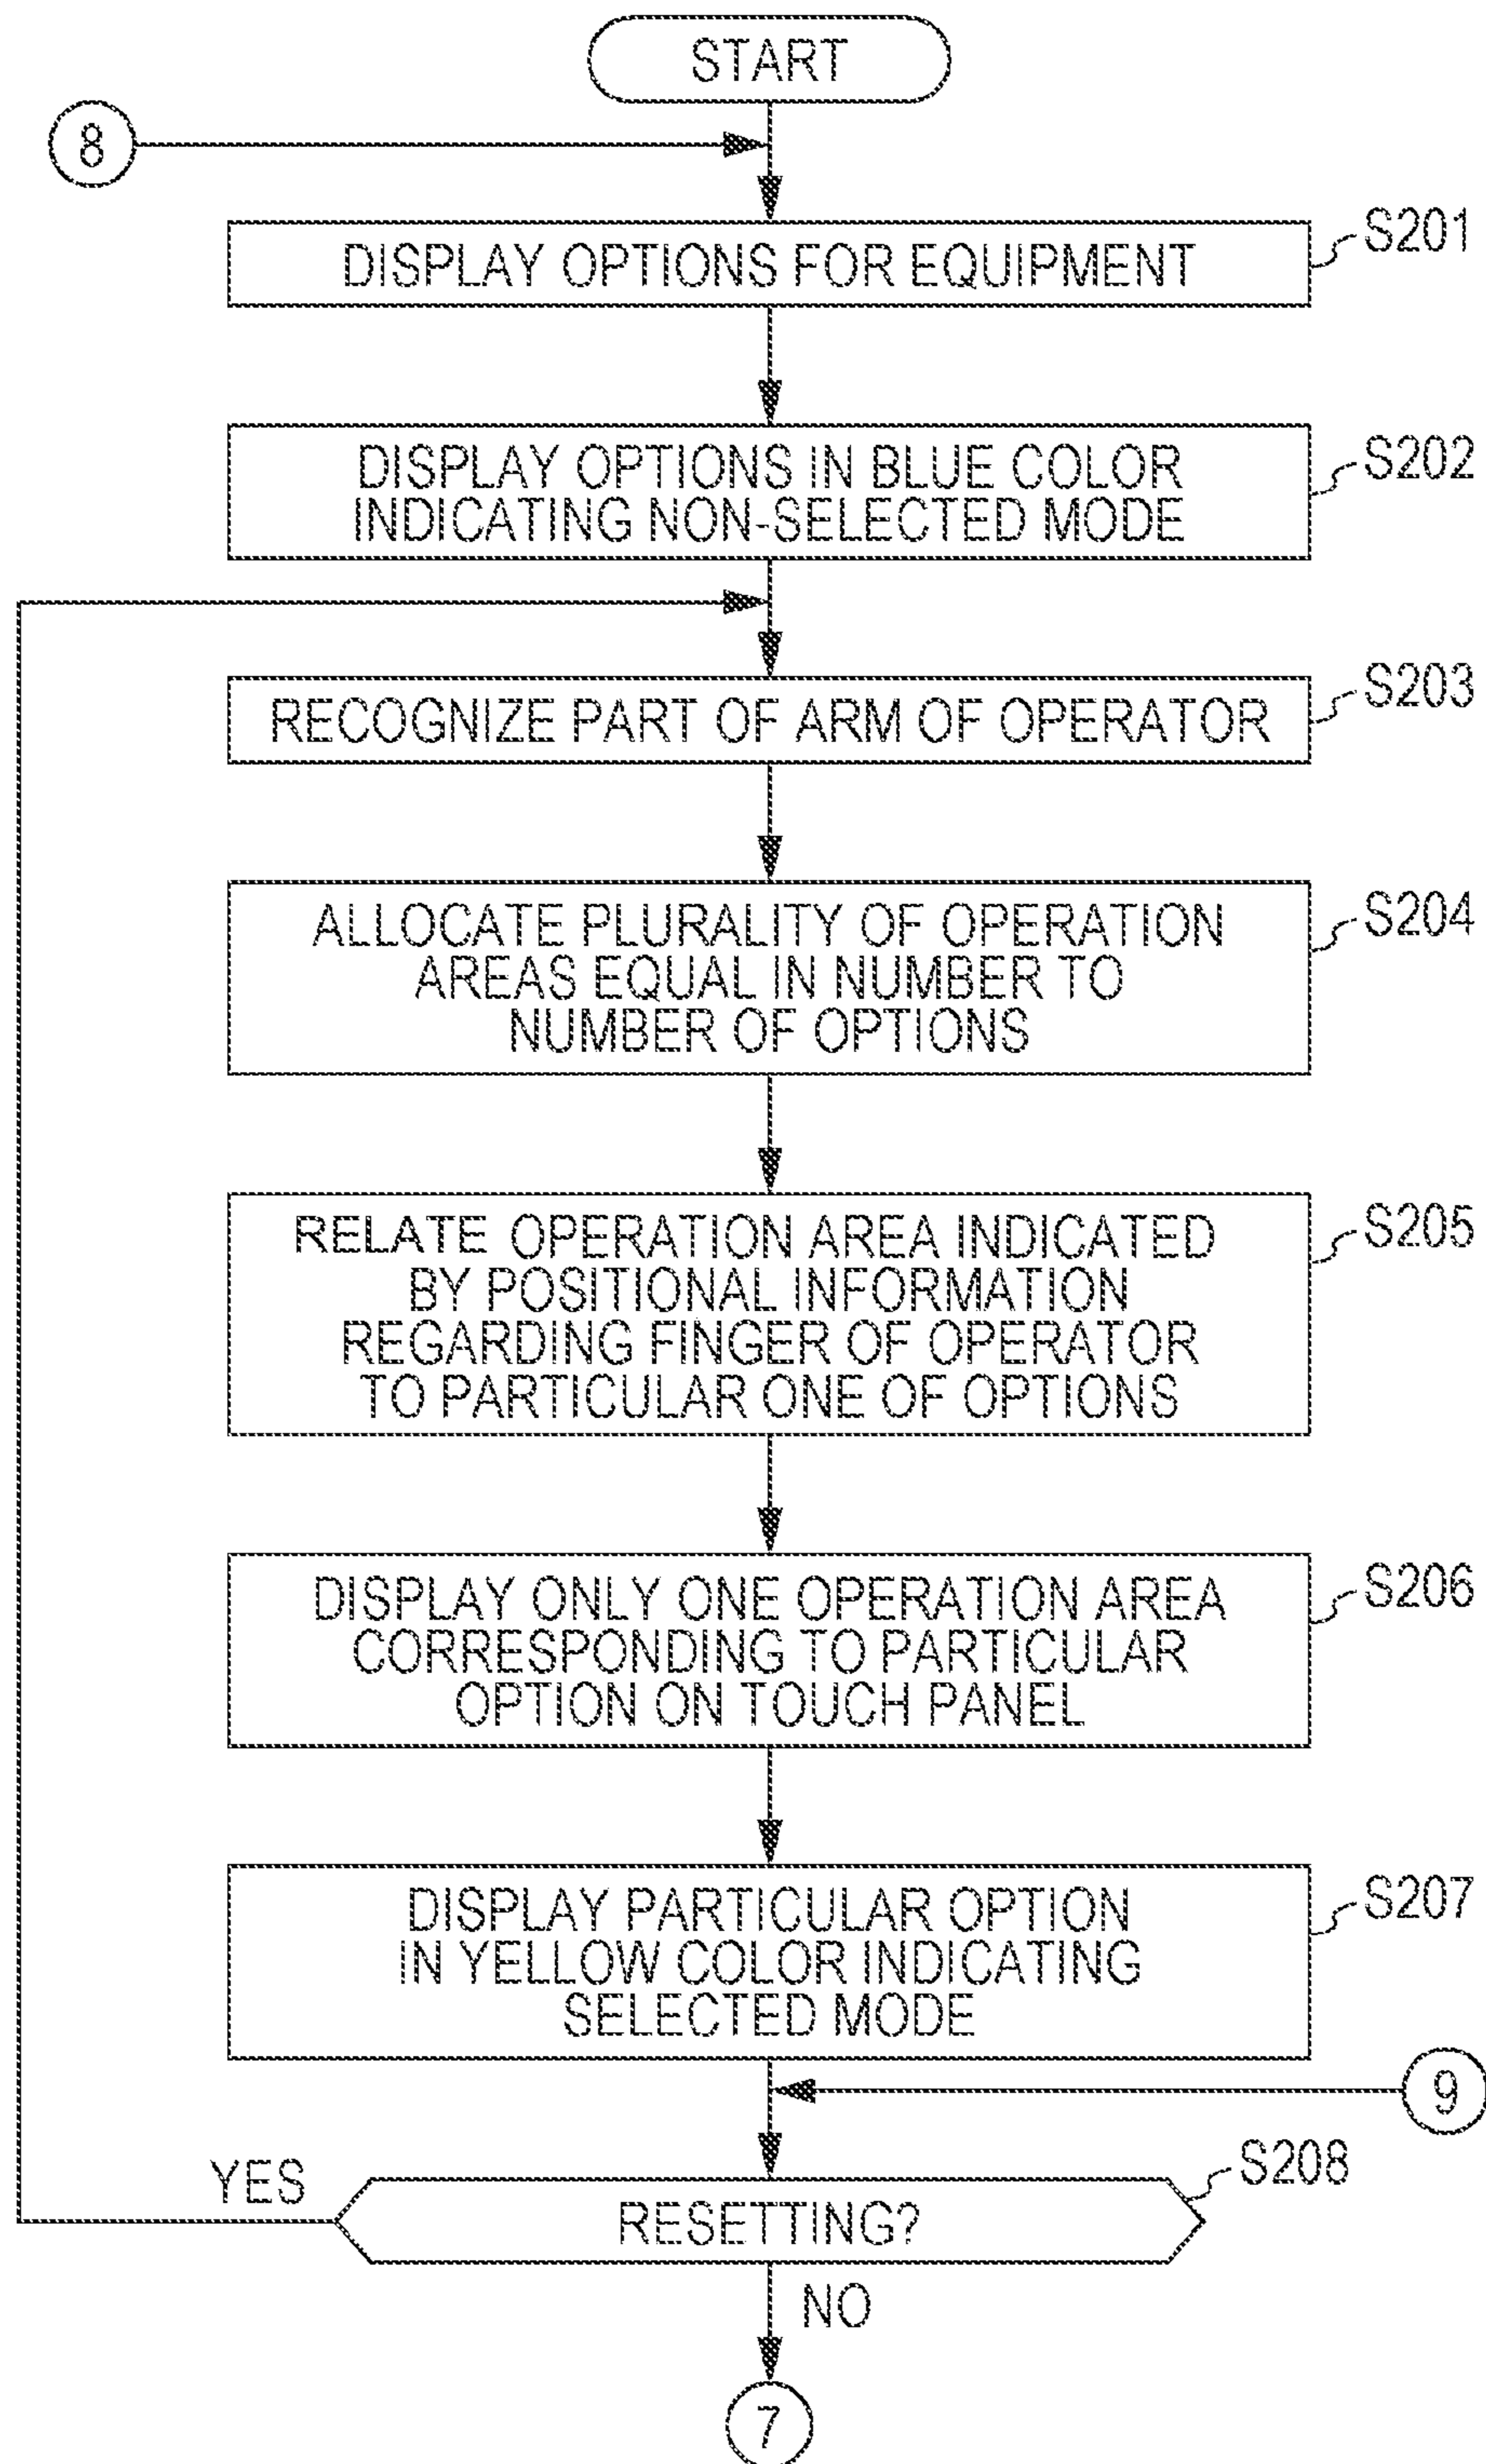 START
8
S201
DISPLAY OPTIONS FOR EQUIPMENT
S202
DISPLAY OPTIONS IN BLUE COLOR
INDICATING NON-SELECTED MODE
S203
RECOGNIZE PART OF ARM OF OPERATOR
S204
ALLOCATE PLURALITY OF OPERATION
AREAS EQUAL IN NUMBER TO
NUMBER OF OPTIONS
S205
RELATE OPERATION AREA INDICATED
BY POSITIONAL INFORMATION
REGARDING FINGER OF OPERATOR
TO PARTICULAR ONE OF OPTIONS
S206
DISPLAY ONLY ONE OPERATION AREA
CORRESPONDING TO PARTICULAR
OPTION ON TOUCH PANEL
S207
DISPLAY PARTICULAR OPTION
IN YELLOW COLOR INDICATING
SELECTED MODE
9
S208
YES
RESETTING?
NO
7